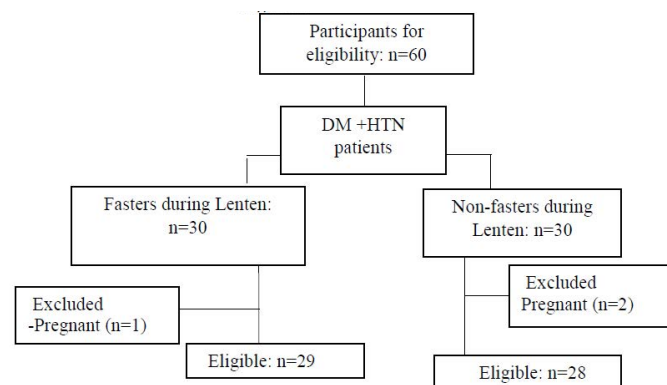 Participants for
eligibility: n=60
DM +HTN
patients
Fasters during Lenten:
n=30
Non-fasters during
Lenten: n=30
Excluded
-Pregnant (n=1)
Excluded
Pregnant (n=2)
Eligible: n=29
Eligible: n=28